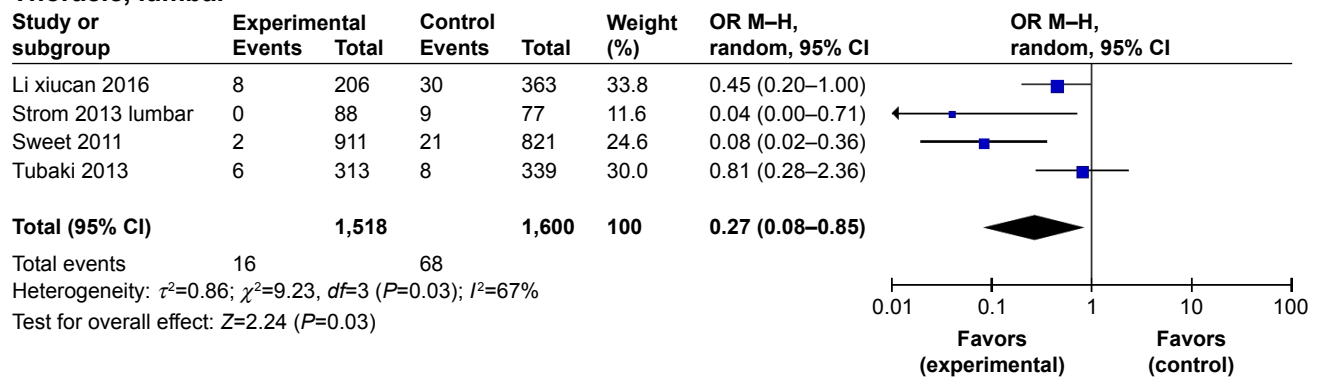 Thoracic, lumbar
Study or subgroup Experimental Events Total Control Events Total Weight (%) OR M–H, random, 95% CI OR M–H, random, 95% CI
Li xiucan 2016 8 206 30 363 33.8 0.45 (0.20–1.00)
Strom 2013 lumbar 0 88 9 77 11.6 0.04 (0.00–0.71)
Sweet 2011 2 911 21 821 24.6 0.08 (0.02–0.36)
Tubaki 2013 6 313 8 339 30.0 0.81 (0.28–2.36)
Total (95% CI) 1,518 1,600 100 0.27 (0.08–0.85)
Total events 16 68
Heterogeneity: τ²=0.86; χ²=9.23, df=3 (P=0.03); I²=67%
Test for overall effect: Z=2.24 (P=0.03)
0.01 0.1 1 10 100
Favors (experimental) Favors (control)